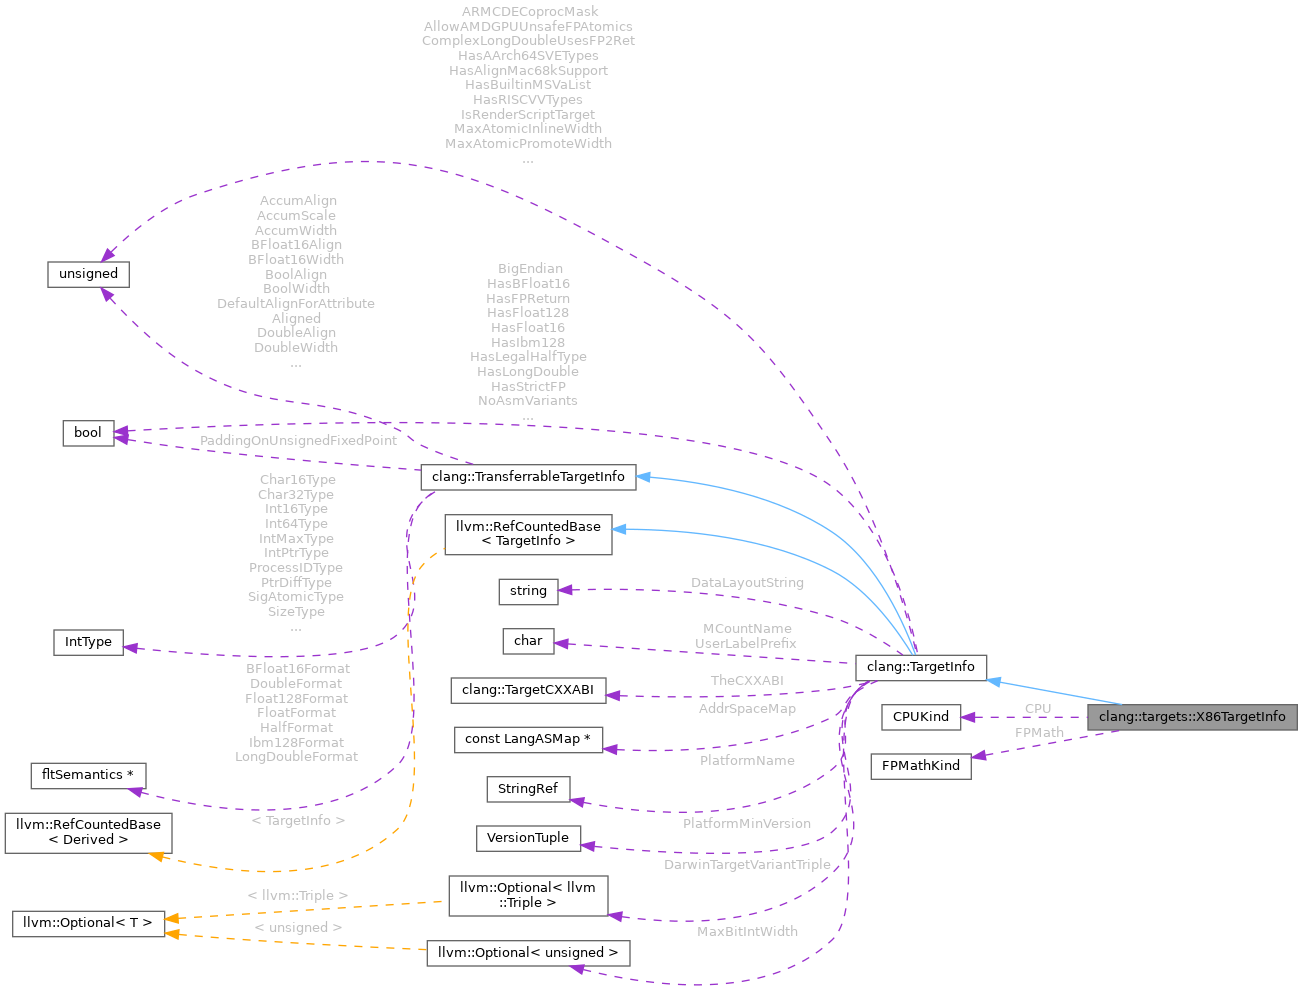 ARMCDECoprocMask
AllowAMDGPUUnsafeFPAtomics
ComplexLongDoubleUsesFP2Ret
HasAArch64SVETypes
HasAlignMac68kSupport
HasBuiltinMSVaList
HasRISCVVTypes
IsRenderScriptTarget
MaxAtomicInlineWidth
MaxAtomicPromoteWidth
...
AccumAlign
AccumScale
AccumWidth
BFloat16Align
BFloat16Width
BoolAlign
BoolWidth
DefaultAlignForAttribute
Aligned
DoubleAlign
DoubleWidth
...
unsigned
BigEndian
HasBFloat16
HasFPReturn
HasFloat128
HasFloat16
HasIbm128
HasLegalHalfType
HasLongDouble
HasStrictFP
NoAsmVariants
...
bool
PaddingOnUnsignedFixedPoint
clang::TransferrableTargetInfo
Char16Type
Char32Type
Int16Type
Int64Type
IntMaxType
IntPtrType
ProcessIDType
PtrDiffType
SigAtomicType
SizeType
...
llvm::RefCountedBase
< TargetInfo >
string
DataLayoutString
char
MCountName
UserLabelPrefix
IntType
clang::TargetInfo
clang::TargetCXXABI
TheCXXABI
BFloat16Format
DoubleFormat
Float128Format
FloatFormat
HalfFormat
Ibm128Format
LongDoubleFormat
const LangASMap *
AddrSpaceMap
CPUKind
CPU
clang::targets::X86TargetInfo
FPMath
FPMathKind
fltSemantics *
StringRef
PlatformName
llvm::RefCountedBase
< Derived >
< TargetInfo >
VersionTuple
PlatformMinVersion
DarwinTargetVariantTriple
llvm::Optional< llvm
::Triple >
< llvm::Triple >
llvm::Optional< T >
< unsigned >
llvm::Optional< unsigned >
MaxBitIntWidth